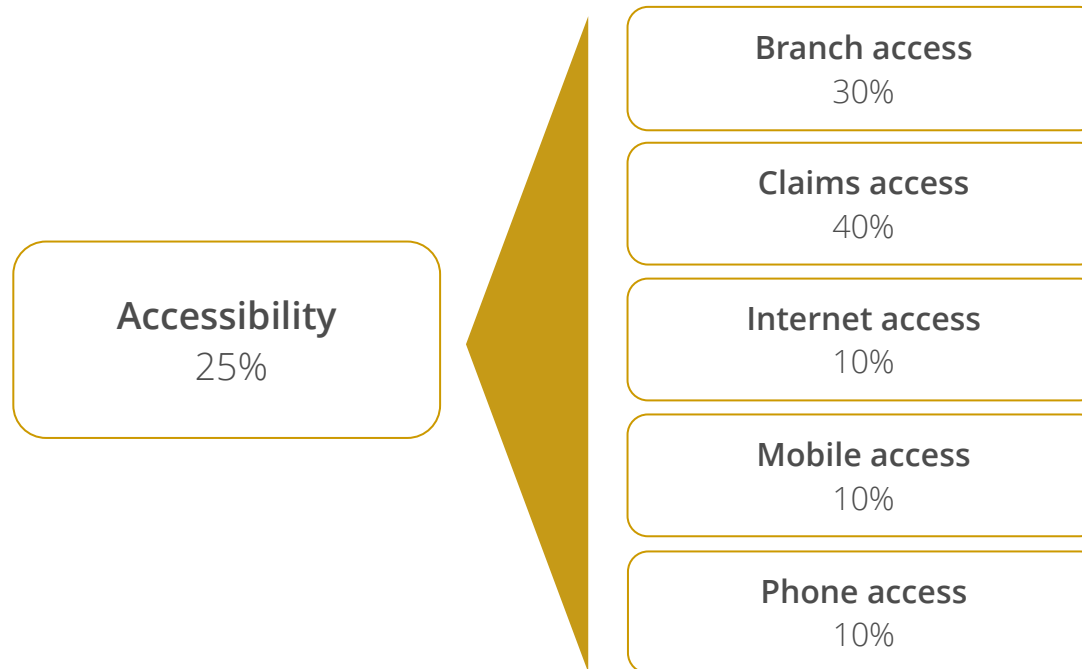 Accessibility
25%
Branch access
30%
Claims access
40%
Internet access
10%
Mobile access
10%
Phone access
10%